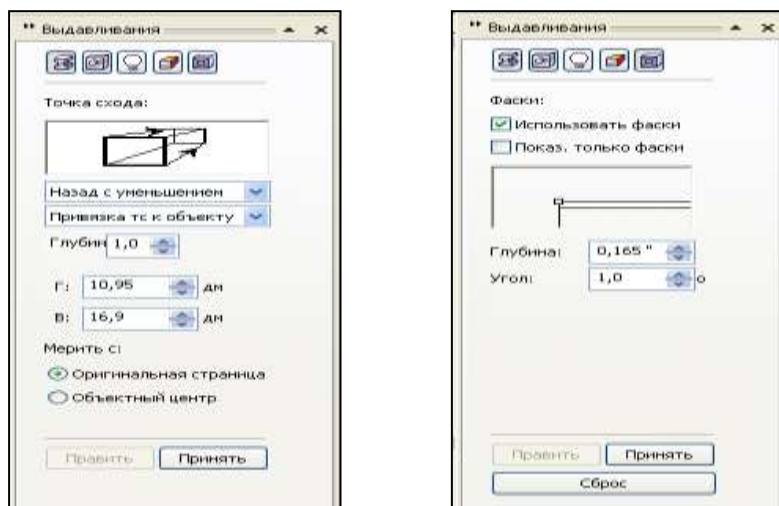 Выдавливания
Точка схода:
Назад с уменьшением
Привязка тс к объекту
Глубин 1,0
Г: 10,95 дм
В: 16,9 дм
Мерить с:
Оригинальная страница
Объектный центр
Править Принять
Выдавливания
Фаски:
Использовать фаски
Показ. только фаски
Глубина: 0,165 "
Угол: 1,0 о
Править Принять
Сброс